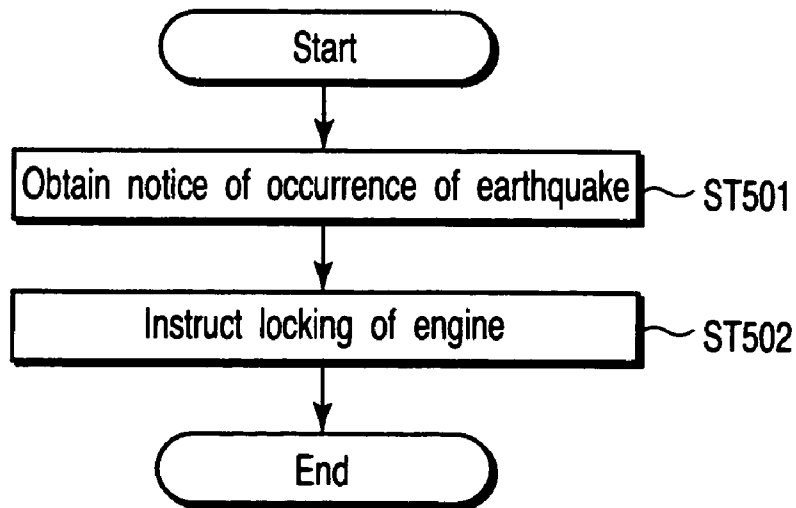 Start
Obtain notice of occurrence of earthquake
ST501
Instruct locking of engine
ST502
End